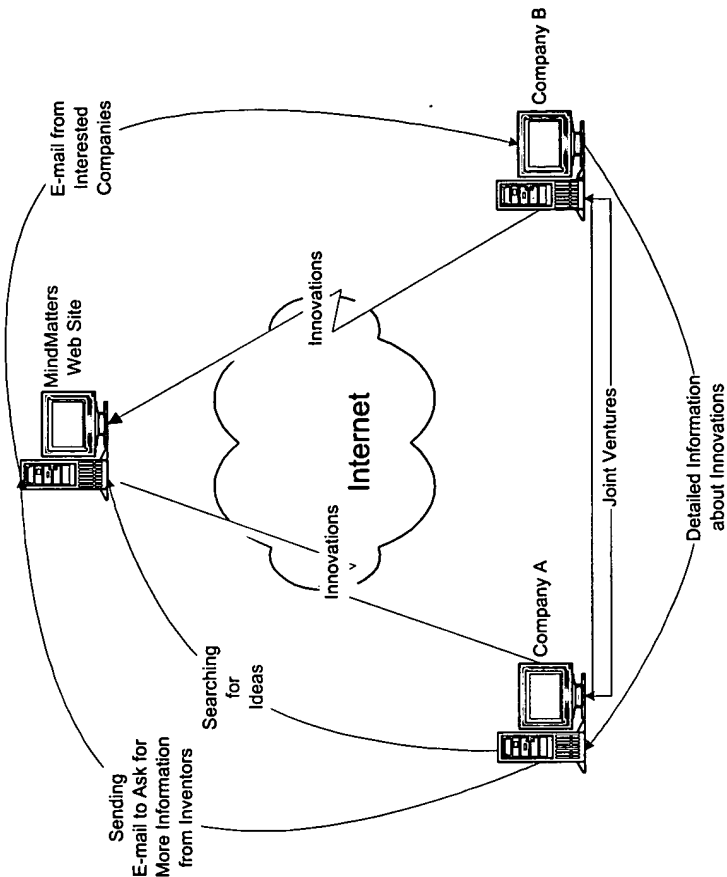 E-mail from
Interested
Companies
MindMatters
Web Site
Sending
E-mail to Ask for
More Information
from Inventors
Searching
for
Ideas
Innovations
Innovations
Internet
Company A
Company B
Joint Ventures
Detailed Information
about Innovations